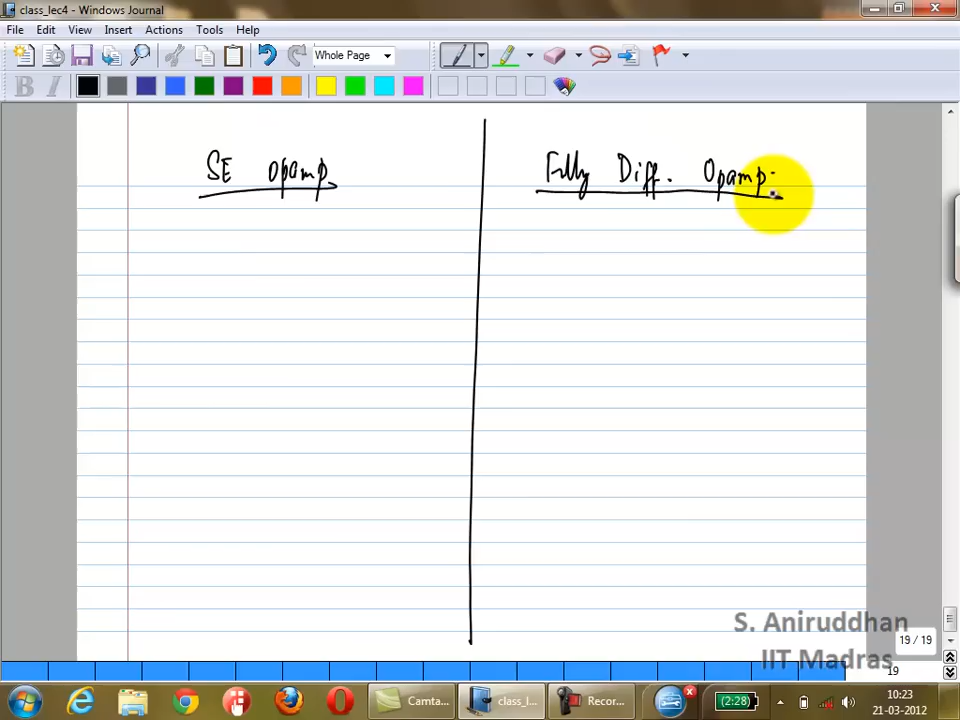 class_lec4 - Windows Journal
File Edit View Insert Actions Tools Help
Whole Page
B I
SE Opamp
Fully Diff. Opamp.
S. Aniruddhan
IIT Madras
19 / 19
19
Camta...
class_l...
Recor...
(2:28)
10:23
21-03-2012